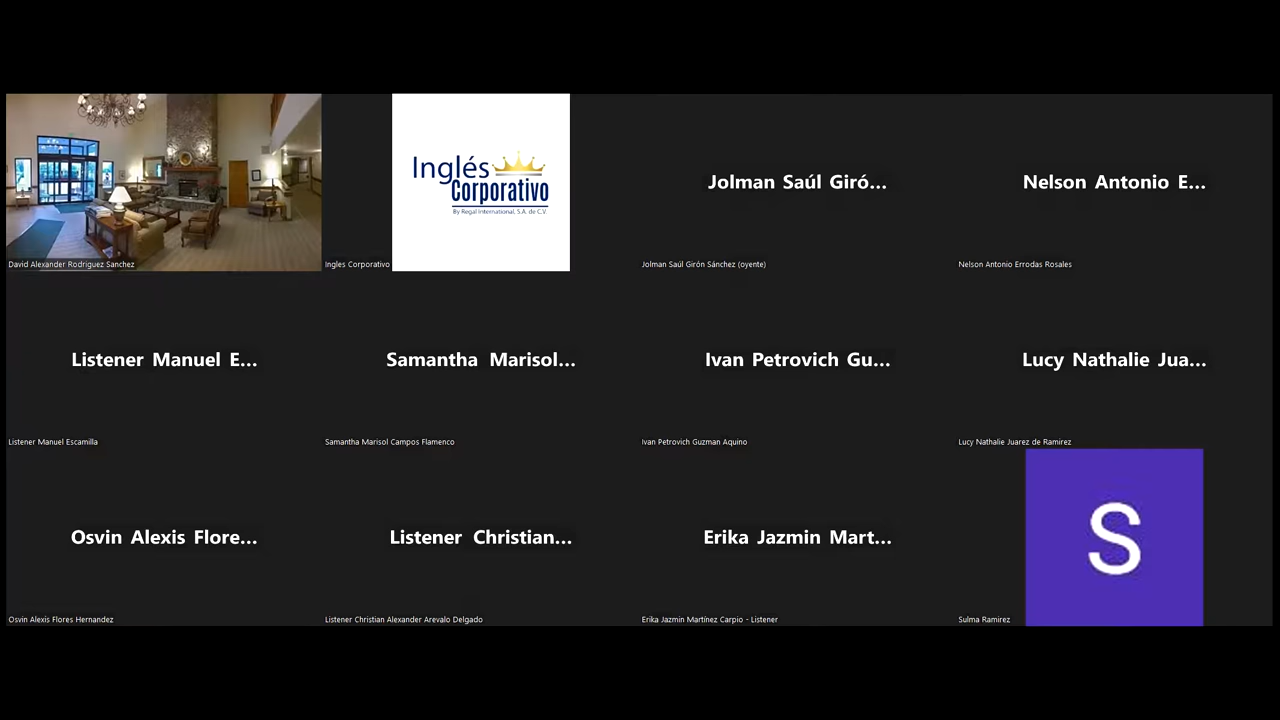 David Alexander Rodriguez Sanchez
Inglés
Corporativo
By Regal International, S.A. de C.V.
Ingles Corporativo
Jolman Saúl Giró...
Jolman Saúl Girón Sánchez (oyente)
Nelson Antonio E...
Nelson Antonio Errodas Rosales
Listener Manuel E...
Listener Manuel Escamilla
Samantha Marisol...
Samantha Marisol Campos Flamenco
Ivan Petrovich Gu...
Ivan Petrovich Guzman Aquino
Lucy Nathalie Jua...
Lucy Nathalie Juarez de Ramirez
Osvin Alexis Flore...
Osvin Alexis Flores Hernandez
Listener Christian...
Listener Christian Alexander Arevalo Delgado
Erika Jazmin Mart...
Erika Jazmin Martínez Carpio - Listener
S
Sulma Ramirez